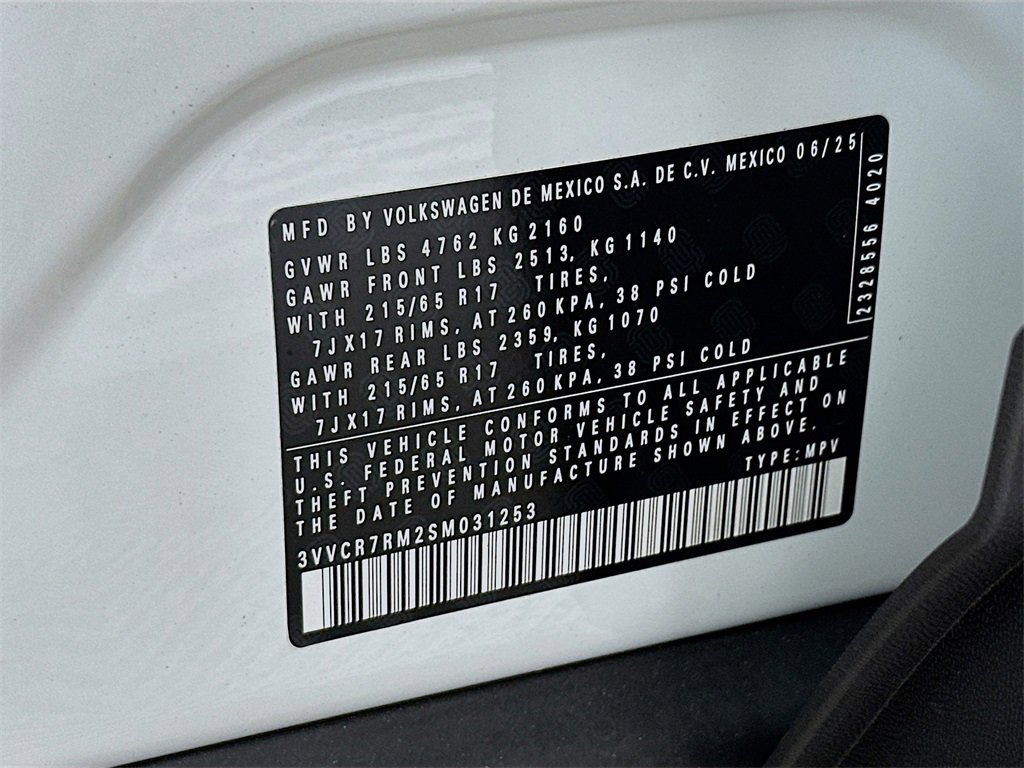 MFD BY VOLKSWAGEN DE MEXICO S.A. DE C.V. MEXICO 06/25
GVWR LBS 4762 KG 2160
GAWR FRONT LBS 2513, KG 1140
WITH 215/65 R17 TIRES,
7JX17 RIMS, AT 260 KPA, 38 PSI COLD
GAWR REAR LBS 2359, KG 1070
WITH 215/65 R17 TIRES,
7JX17 RIMS, AT 260 KPA, 38 PSI COLD
2328556 4020
THIS VEHICLE CONFORMS TO ALL APPLICABLE
U.S. FEDERAL MOTOR VEHICLE SAFETY AND
THEFT PREVENTION STANDARDS IN EFFECT ON
THE DATE OF MANUFACTURE SHOWN ABOVE.
3VVCR7RM2SM031253 TYPE:MPV